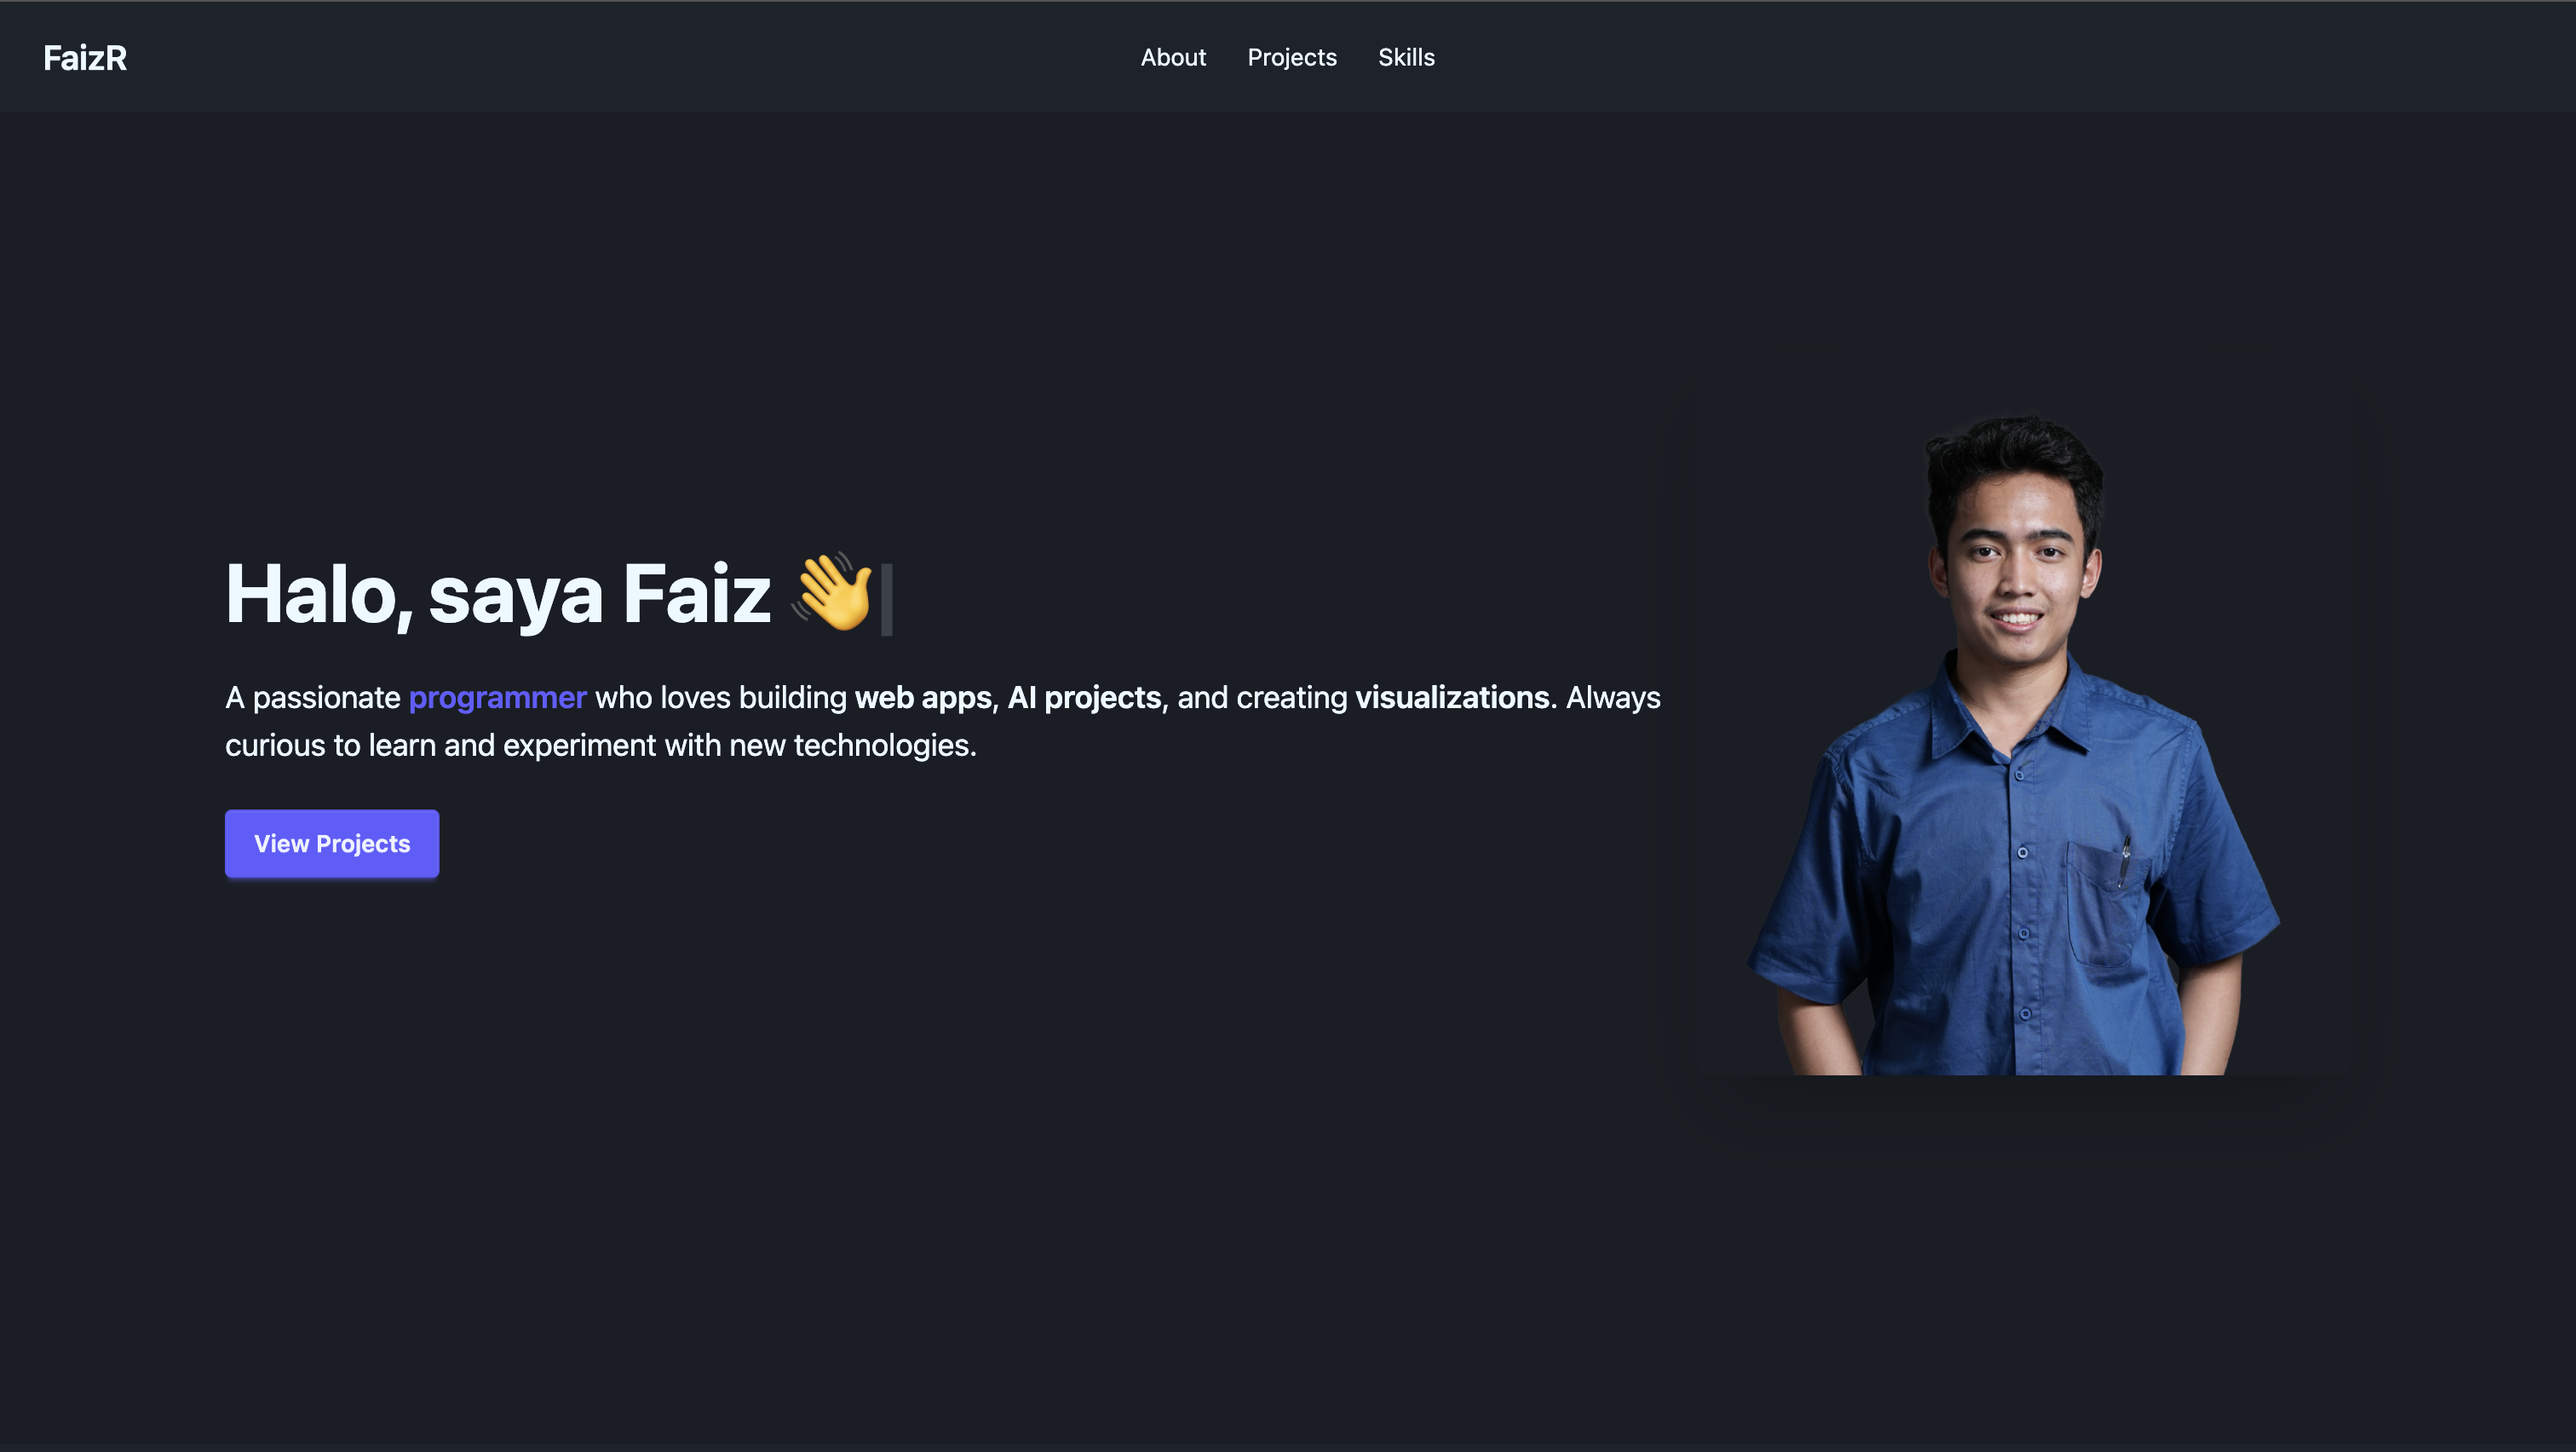 FaizR
About Projects Skills
Halo, saya Faiz 👋|
A passionate programmer who loves building web apps, AI projects, and creating visualizations. Always
curious to learn and experiment with new technologies.
View Projects